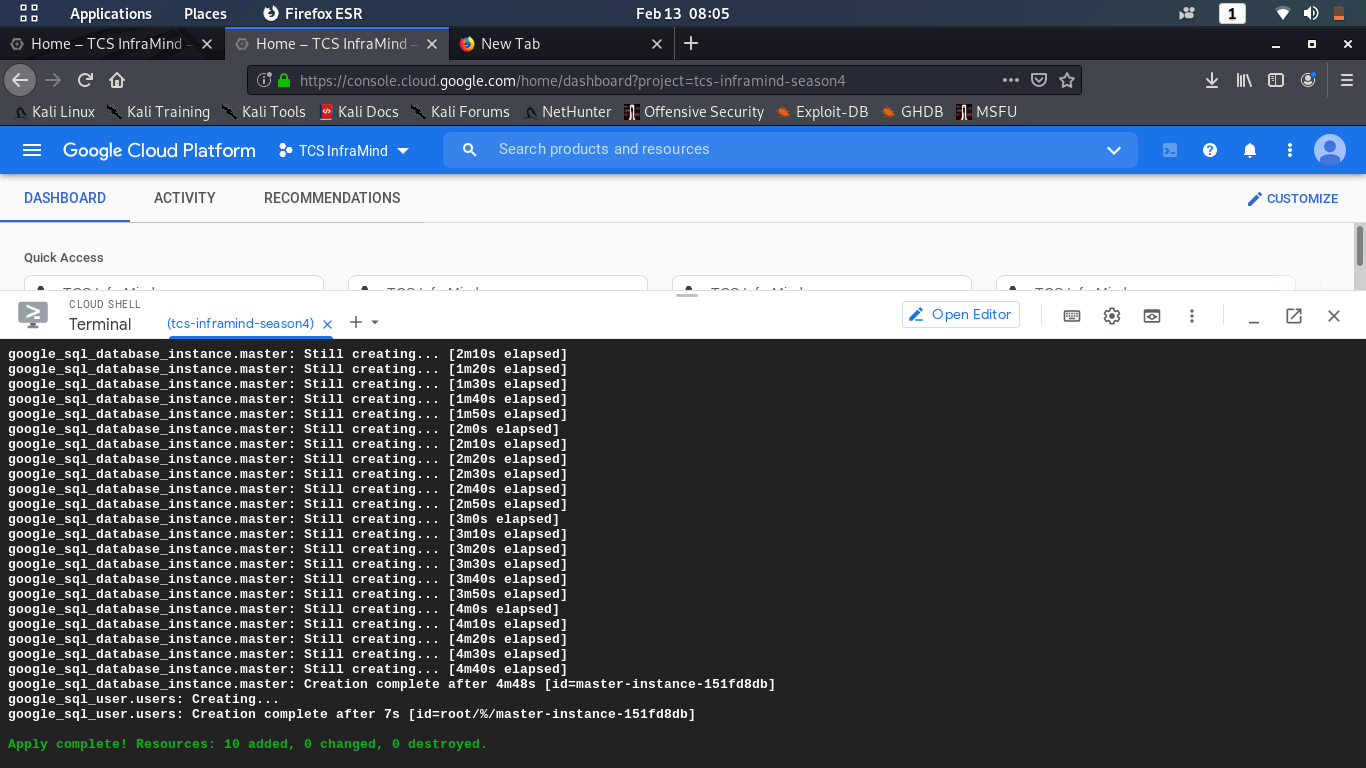 Applications Places Firefox ESR Feb 13 08:05 1
Home – TCS InfraMind – Home – TCS InfraMind – New Tab
https://console.cloud.google.com/home/dashboard?project=tcs-inframind-season4
Kali Linux Kali Training Kali Tools Kali Docs Kali Forums NetHunter Offensive Security Exploit-DB GHDB MSFU
Google Cloud Platform TCS InfraMind Search products and resources
DASHBOARD ACTIVITY RECOMMENDATIONS CUSTOMIZE
Quick Access
TCS InfraMind TCS InfraMind TCS InfraMind TCS InfraMind
CLOUD SHELL
Terminal (tcs-inframind-season4) Open Editor
google_sql_database_instance.master: Still creating... [2m10s elapsed]
google_sql_database_instance.master: Still creating... [1m20s elapsed]
google_sql_database_instance.master: Still creating... [1m30s elapsed]
google_sql_database_instance.master: Still creating... [1m40s elapsed]
google_sql_database_instance.master: Still creating... [1m50s elapsed]
google_sql_database_instance.master: Still creating... [2m0s elapsed]
google_sql_database_instance.master: Still creating... [2m10s elapsed]
google_sql_database_instance.master: Still creating... [2m20s elapsed]
google_sql_database_instance.master: Still creating... [2m30s elapsed]
google_sql_database_instance.master: Still creating... [2m40s elapsed]
google_sql_database_instance.master: Still creating... [2m50s elapsed]
google_sql_database_instance.master: Still creating... [3m0s elapsed]
google_sql_database_instance.master: Still creating... [3m10s elapsed]
google_sql_database_instance.master: Still creating... [3m20s elapsed]
google_sql_database_instance.master: Still creating... [3m30s elapsed]
google_sql_database_instance.master: Still creating... [3m40s elapsed]
google_sql_database_instance.master: Still creating... [3m50s elapsed]
google_sql_database_instance.master: Still creating... [4m0s elapsed]
google_sql_database_instance.master: Still creating... [4m10s elapsed]
google_sql_database_instance.master: Still creating... [4m20s elapsed]
google_sql_database_instance.master: Still creating... [4m30s elapsed]
google_sql_database_instance.master: Still creating... [4m40s elapsed]
google_sql_database_instance.master: Creation complete after 4m48s [id=master-instance-151fd8db]
google_sql_user.users: Creating...
google_sql_user.users: Creation complete after 7s [id=root/%/master-instance-151fd8db]
Apply complete! Resources: 10 added, 0 changed, 0 destroyed.